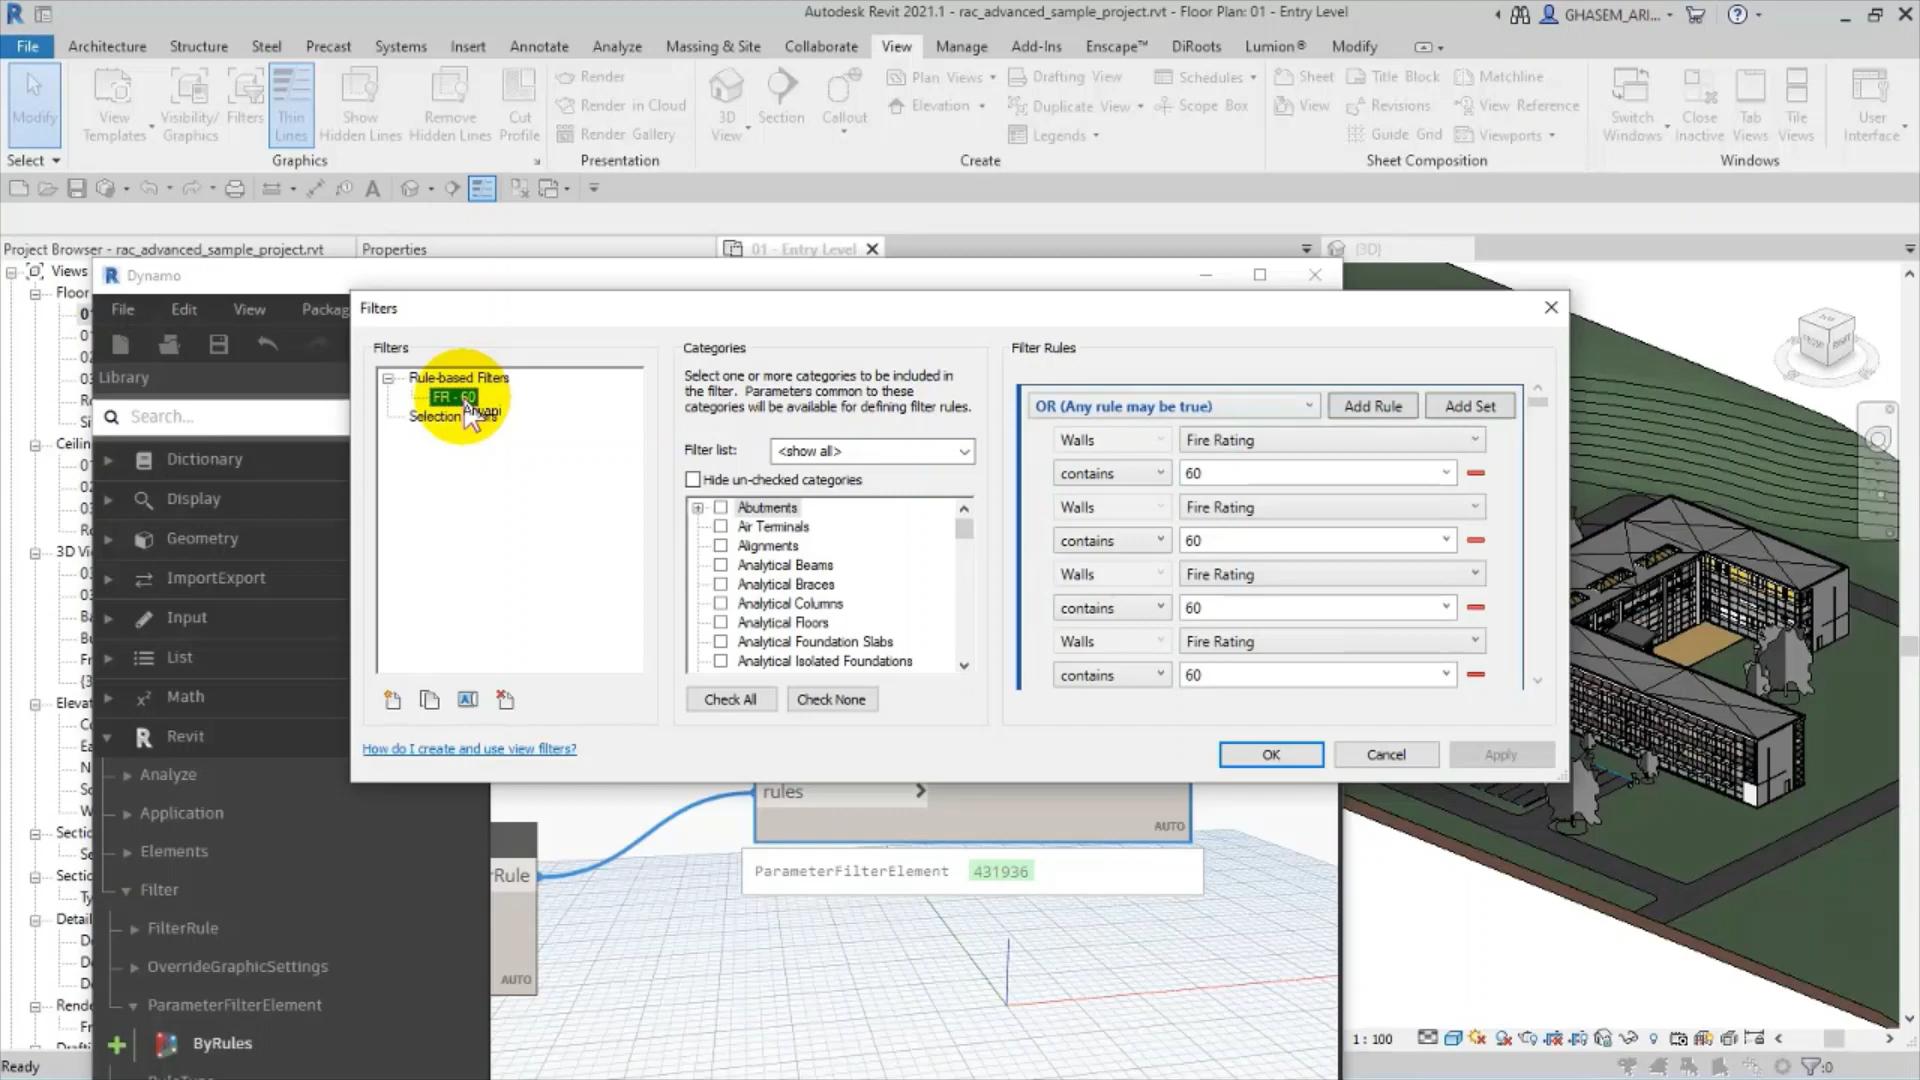 Autodesk Revit 2021.1 - rac_advanced_sample_project.rvt - Floor Plan: 01 - Entry Level
GHASEM_ARI...
File Architecture Structure Steel Precast Systems Insert Annotate Analyze Massing & Site Collaborate View Manage Add-Ins Enscape™ DiRoots Lumion® Modify
Modify
View Templates
Visibility/ Graphics
Filters
Thin Lines
Show Hidden Lines
Remove Hidden Lines
Cut Profile
Render
Render in Cloud
Render Gallery
3D View
Section
Callout
Plan Views
Elevation
Drafting View
Duplicate View
Legends
Schedules
Scope Box
Sheet
View
Title Block
Revisions
Guide Grid
Matchline
View Reference
Viewports
Switch Windows
Close Inactive
Tab Views
Tile Views
User Interface
Select Graphics Presentation Create Sheet Composition Windows
Project Browser - rac_advanced_sample_project.rvt
Properties
01 - Entry Level
{3D}
Views
Floor
Ceilin
3D Vi
Elevat
Sectio
Sectio
Detail
Rende
Dynamo
File Edit View Packag
Library
Search...
Dictionary
Display
Geometry
ImportExport
Input
List
Math
Revit
Analyze
Application
Elements
Filter
FilterRule
OverrideGraphicSettings
ParameterFilterElement
ByRules
Filters
Filters
Rule-based Filters
FR - 60
Selection
Categories
Select one or more categories to be included in
the filter. Parameters common to these
categories will be available for defining filter rules.
Filter list: <show all>
Hide un-checked categories
Abutments
Air Terminals
Alignments
Analytical Beams
Analytical Braces
Analytical Columns
Analytical Floors
Analytical Foundation Slabs
Analytical Isolated Foundations
Check All Check None
Filter Rules
OR (Any rule may be true) Add Rule Add Set
Walls Fire Rating
contains 60
Walls Fire Rating
contains 60
Walls Fire Rating
contains 60
Walls Fire Rating
contains 60
How do I create and use view filters?
OK Cancel Apply
rules >
AUTO
ParameterFilterElement 431936
rRule
AUTO
1 : 100
Ready
:0